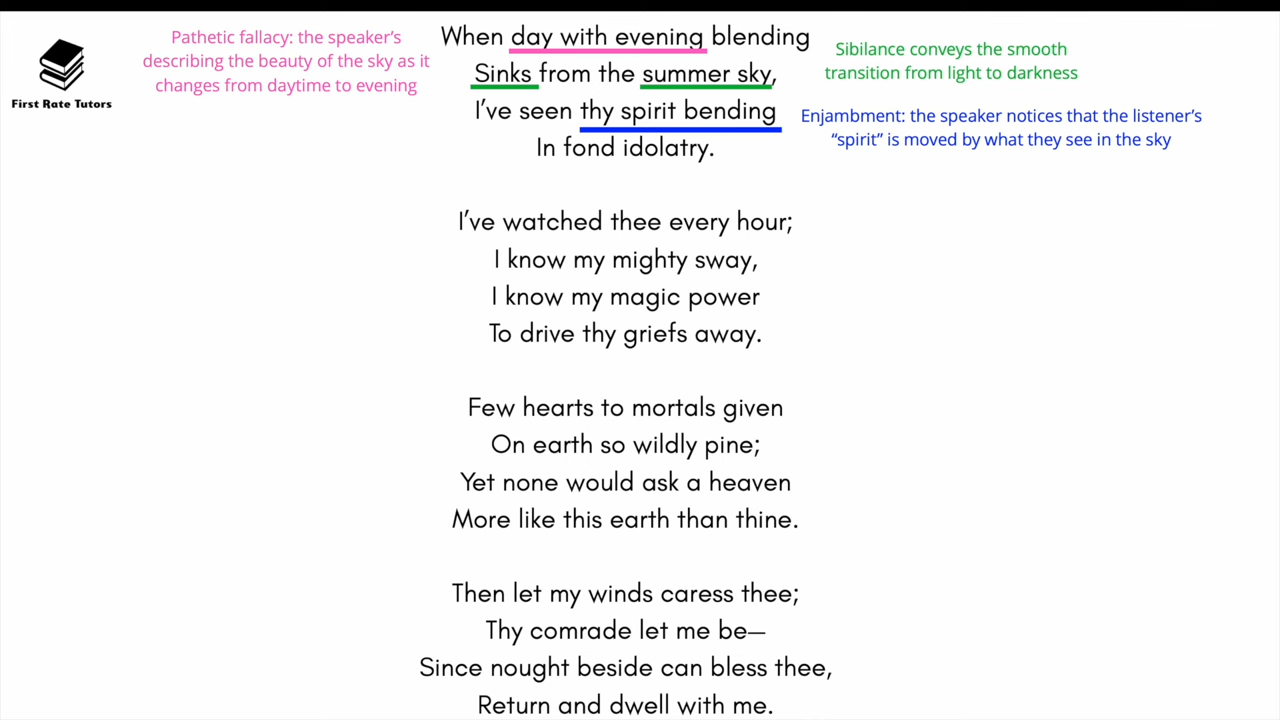 First Rate Tutors
Pathetic fallacy: the speaker’s
describing the beauty of the sky as it
changes from daytime to evening
When day with evening blending
Sinks from the summer sky,
I’ve seen thy spirit bending
In fond idolatry.
Sibilance conveys the smooth
transition from light to darkness
Enjambment: the speaker notices that the listener’s
“spirit” is moved by what they see in the sky
I’ve watched thee every hour;
I know my mighty sway,
I know my magic power
To drive thy griefs away.
Few hearts to mortals given
On earth so wildly pine;
Yet none would ask a heaven
More like this earth than thine.
Then let my winds caress thee;
Thy comrade let me be—
Since nought beside can bless thee,
Return and dwell with me.